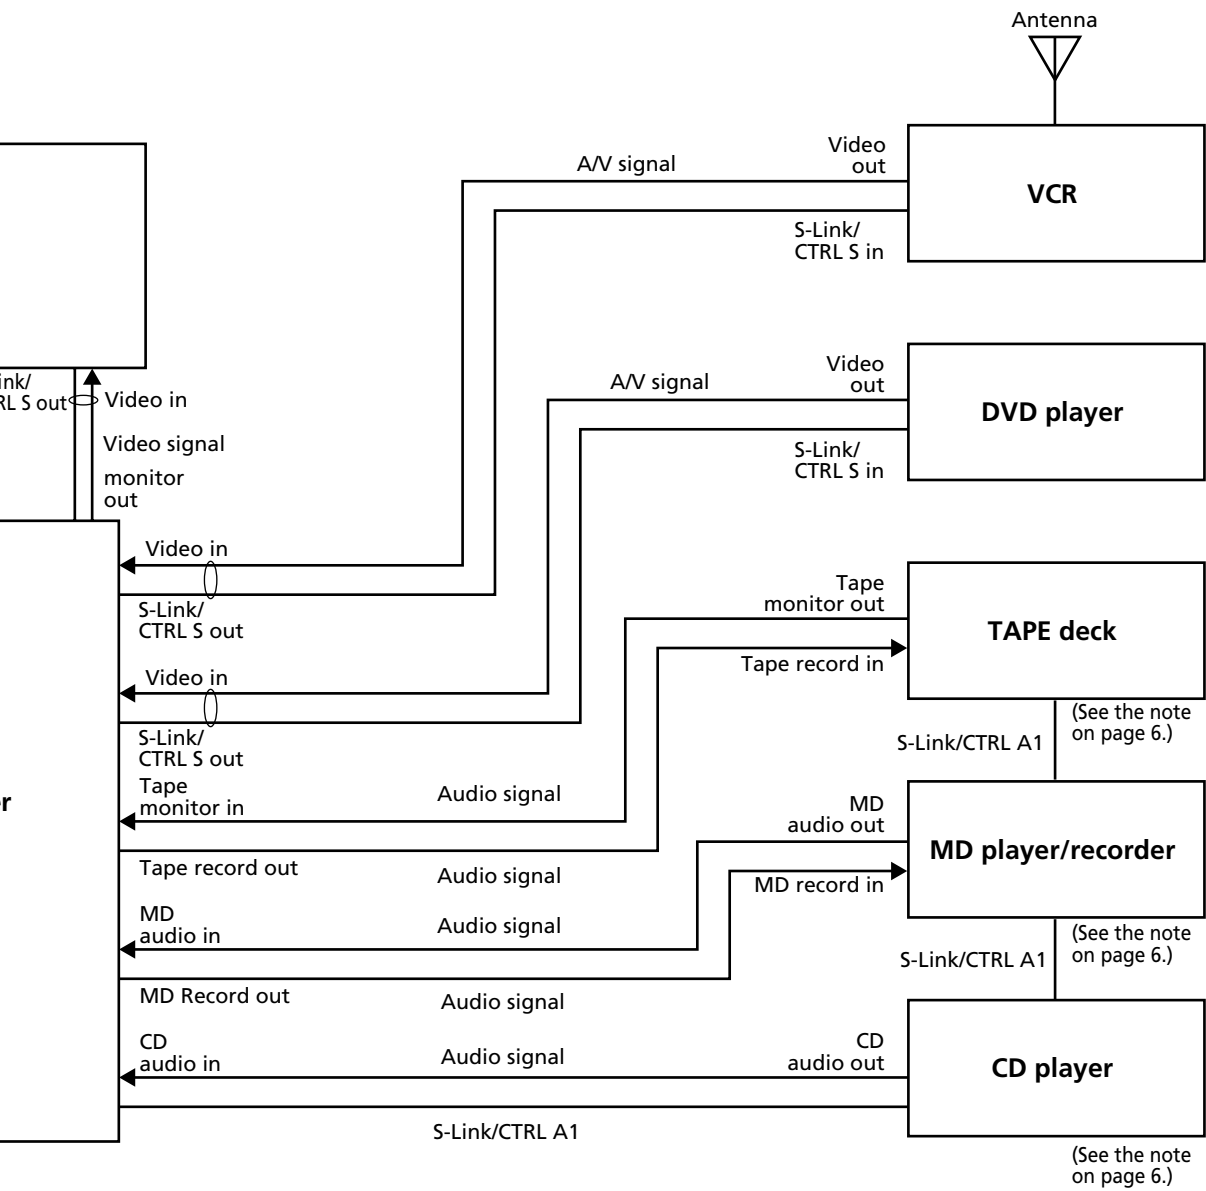 Antenna
Video
out
A/V signal
VCR
S-Link/
CTRL S in
Video
out
A/V signal
DVD player
S-Link/
CTRL S in
S out
Video in
Video signal
monitor
out
Video in
S-Link/
CTRL S out
Video in
S-Link/
CTRL S out
Tape
monitor out
TAPE deck
Tape record in
(See the note
on page 6.)
S-Link/CTRL A1
Tape
monitor in
Audio signal
MD
audio out
MD player/recorder
Tape record out
Audio signal
MD record in
MD
audio in
Audio signal
(See the note
on page 6.)
S-Link/CTRL A1
MD Record out
Audio signal
CD
audio in
Audio signal
CD
audio out
CD player
S-Link/CTRL A1
(See the note
on page 6.)